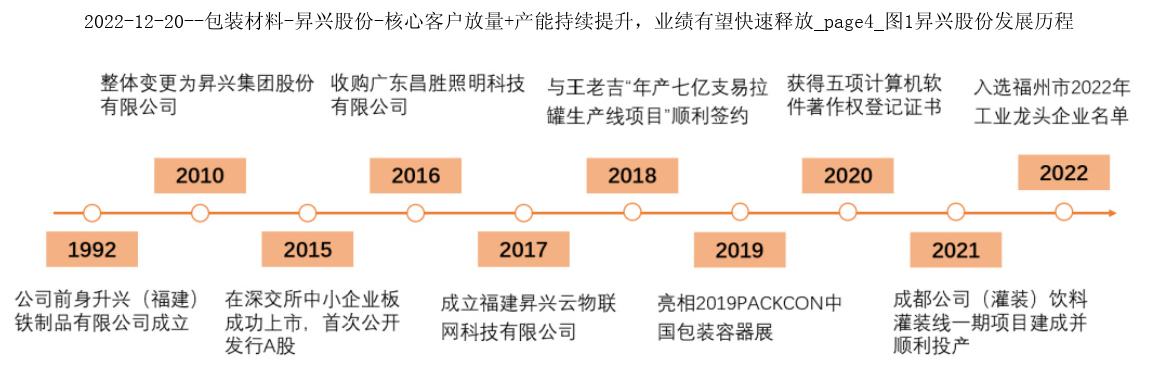 2022-12-20--包装材料-昇兴股份-核心客户放量+产能持续提升，业绩有望快速释放_page4_图1昇兴股份发展历程
整体变更为昇兴集团股份
有限公司
收购广东昌胜照明科技
有限公司
与王老吉“年产七亿支易拉
罐生产线项目”顺利签约
获得五项计算机软
件著作权登记证书
入选福州市2022年
工业龙头企业名单
2010
2016
2018
2020
2022
1992
2015
2017
2019
2021
公司前身升兴（福建）
铁制品有限公司成立
在深交所中小企业板
成功上市，首次公开
发行A股
成立福建昇兴云物联
网科技有限公司
亮相2019PACKCON中
国包装容器展
成都公司（灌装）饮料
灌装线一期项目建成并
顺利投产